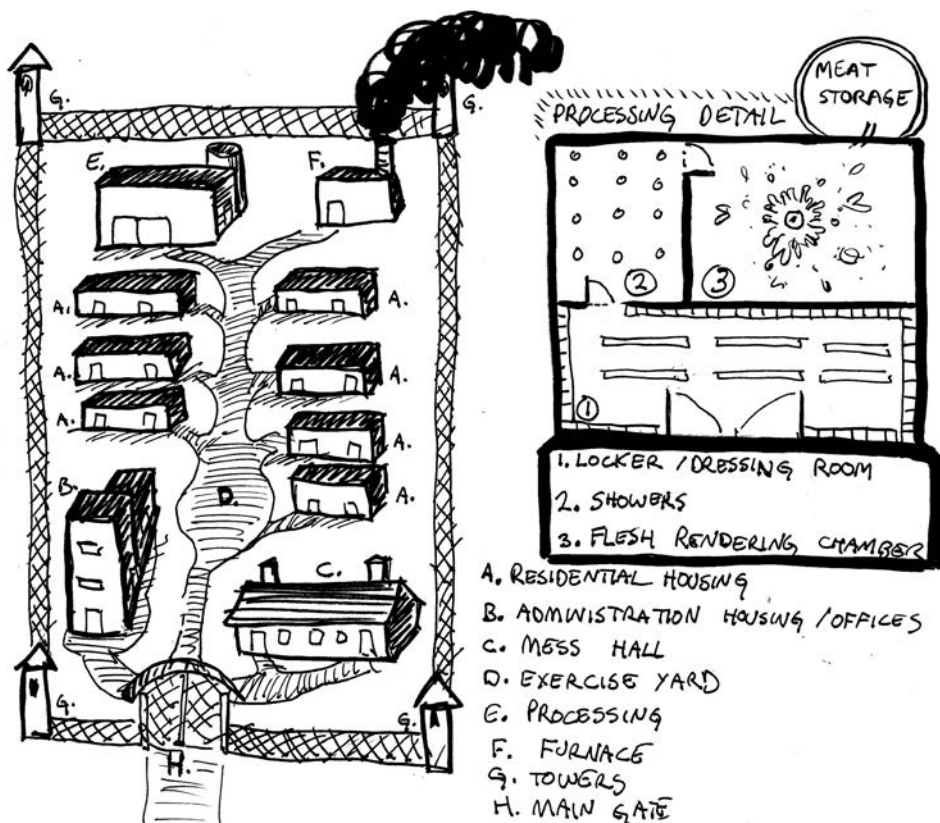 G.
G.
E.
F.
A.
A.
A.
A.
A.
A.
A.
B.
D.
C.
G.
G.
H.
MEAT
STORAGE
PROCESSING DETAIL
2
3
1
1. LOCKER / DRESSING ROOM
2. SHOWERS
3. FLESH RENDERING CHAMBER
A. RESIDENTIAL HOUSING
B. ADMINISTRATION HOUSING / OFFICES
C. MESS HALL
D. EXERCISE YARD
E. PROCESSING
F. FURNACE
G. TOWERS
H. MAIN GATE